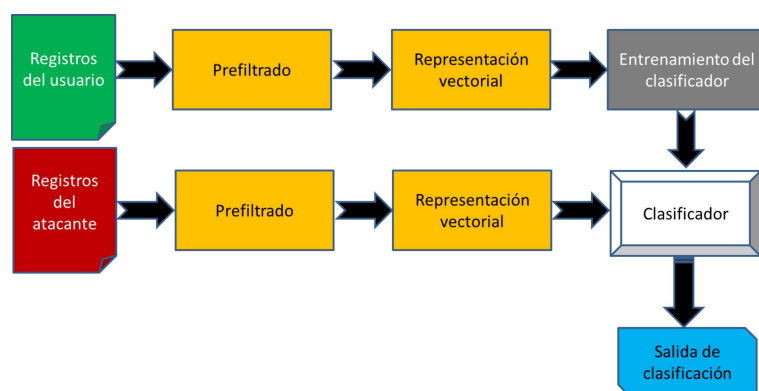 Registros
del usuario
Prefiltrado
Representación
vectorial
Entrenamiento del
clasificador
Registros
del
atacante
Prefiltrado
Representación
vectorial
Clasificador
Salida de
clasificación